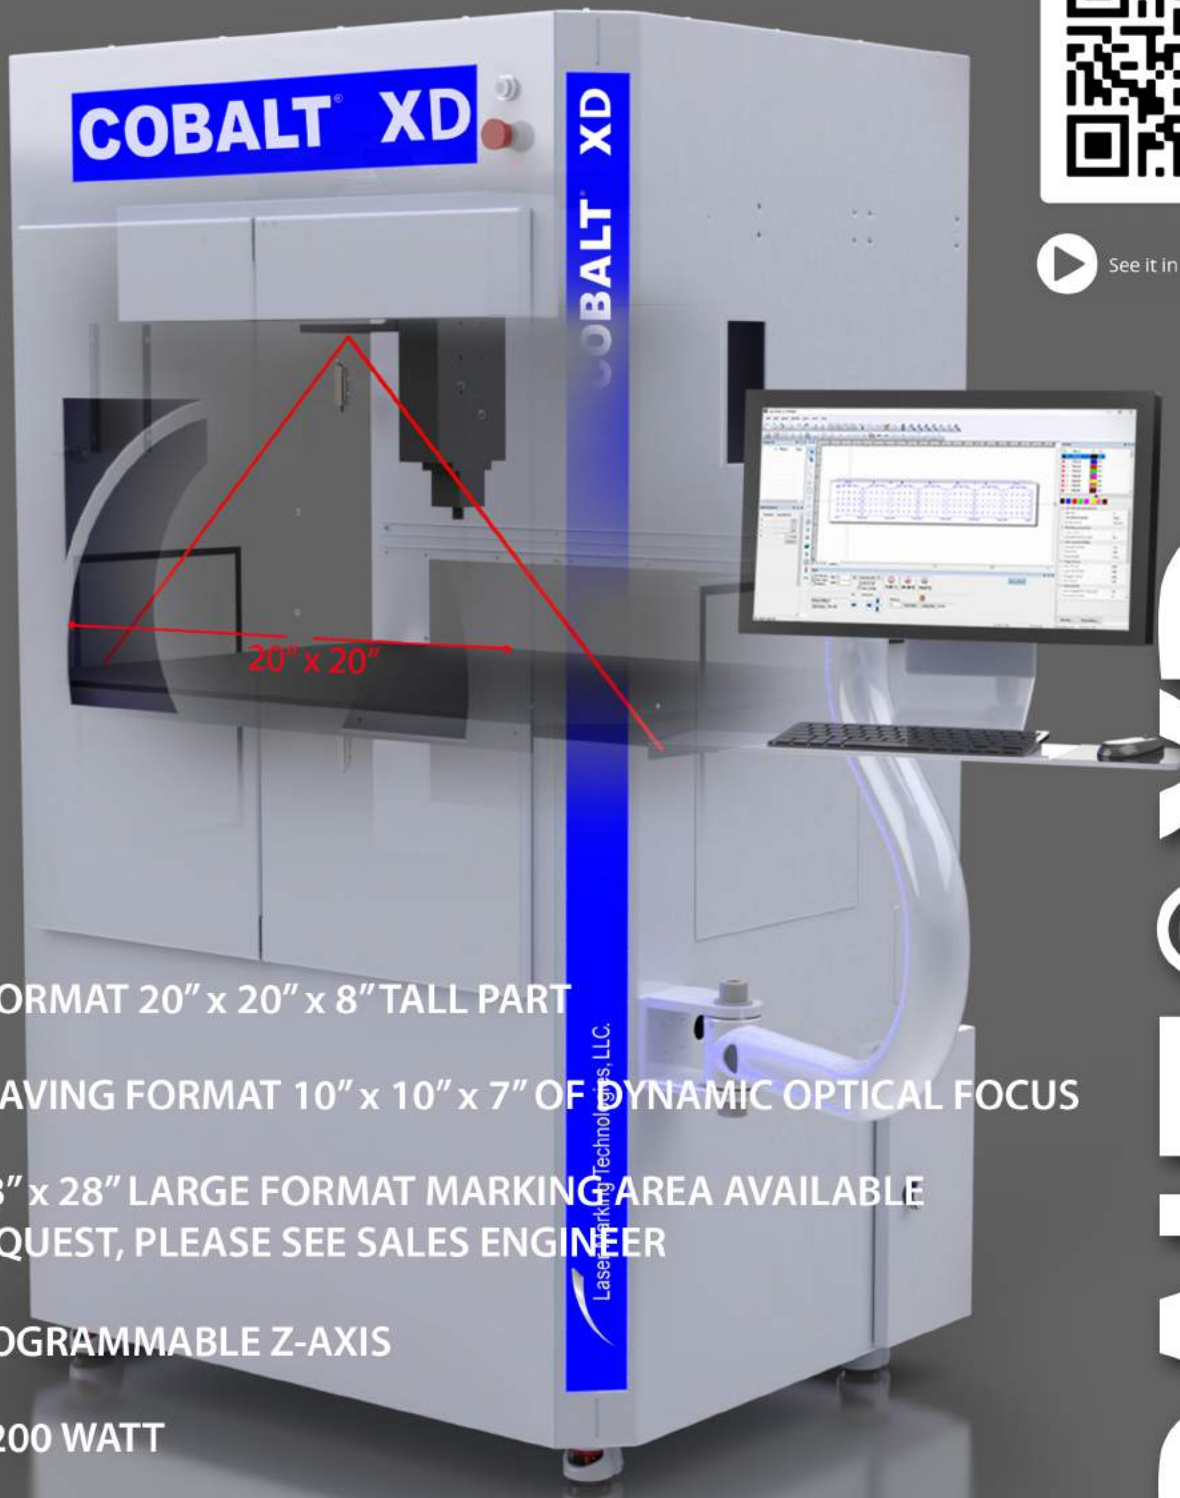 COBALT® XD
COBALT® XD
See it in
20” x 20”
ORMAT 20” x 20” x 8” TALL PART
AVING FORMAT 10” x 10” x 7” OF DYNAMIC OPTICAL FOCUS
8” x 28” LARGE FORMAT MARKING AREA AVAILABLE
QUEST, PLEASE SEE SALES ENGINEER
OGRAMMABLE Z-AXIS
200 WATT
Laser Marking Technologies, LLC.